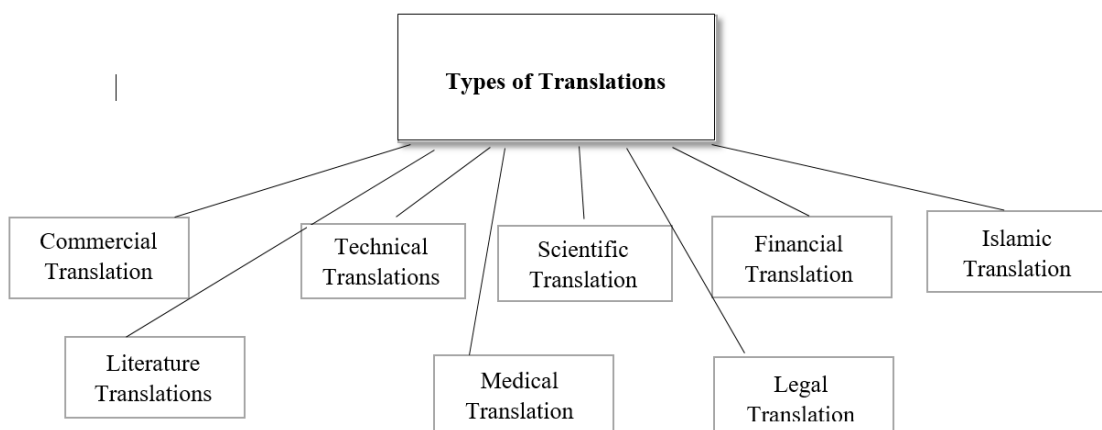 Types of Translations
Commercial
Translation
Technical
Translations
Scientific
Translation
Financial
Translation
Islamic
Translation
Literature
Translations
Medical
Translation
Legal
Translation